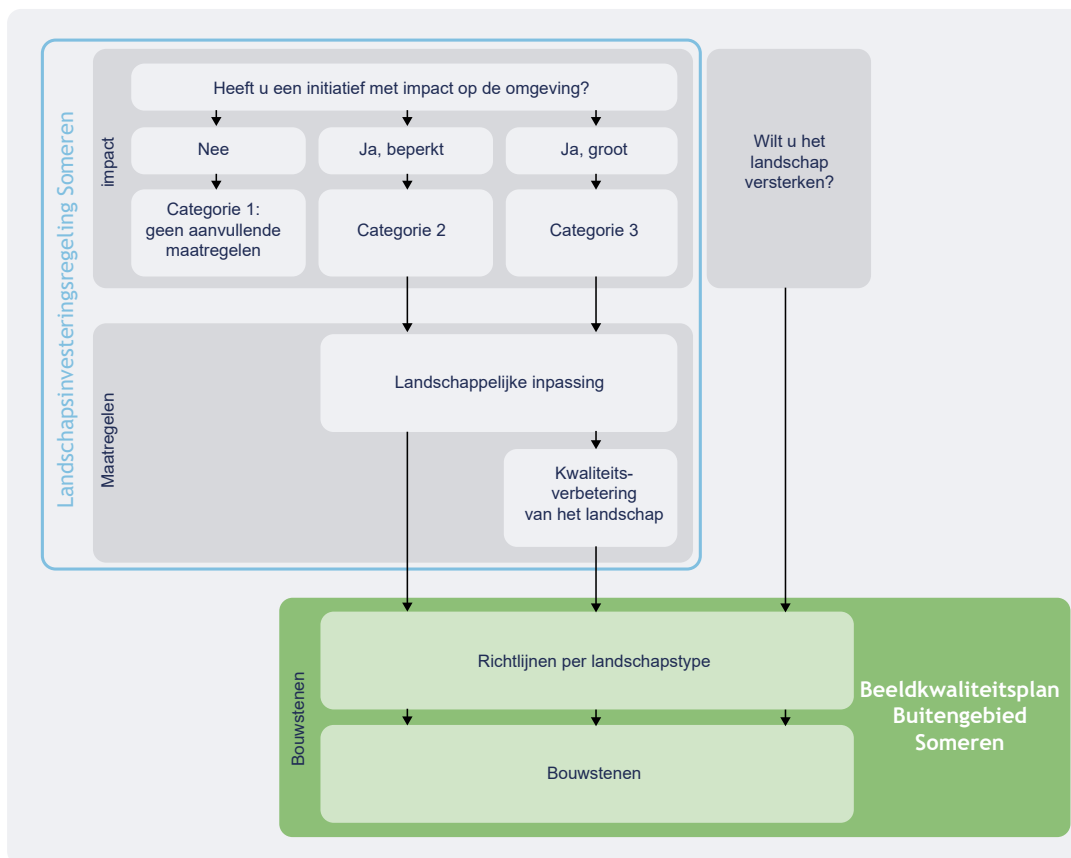 Landschapsinvesteringsregeling Someren
impact
Heeft u een initiatief met impact op de omgeving?
Nee
Ja, beperkt
Ja, groot
Categorie 1:
geen aanvullende
maatregelen
Categorie 2
Categorie 3
Wilt u het
landschap
versterken?
Maatregelen
Landschappelijke inpassing
Kwaliteits-
verbetering
van het landschap
Bouwstenen
Richtlijnen per landschapstype
Bouwstenen
Beeldkwaliteitsplan
Buitengebied
Someren